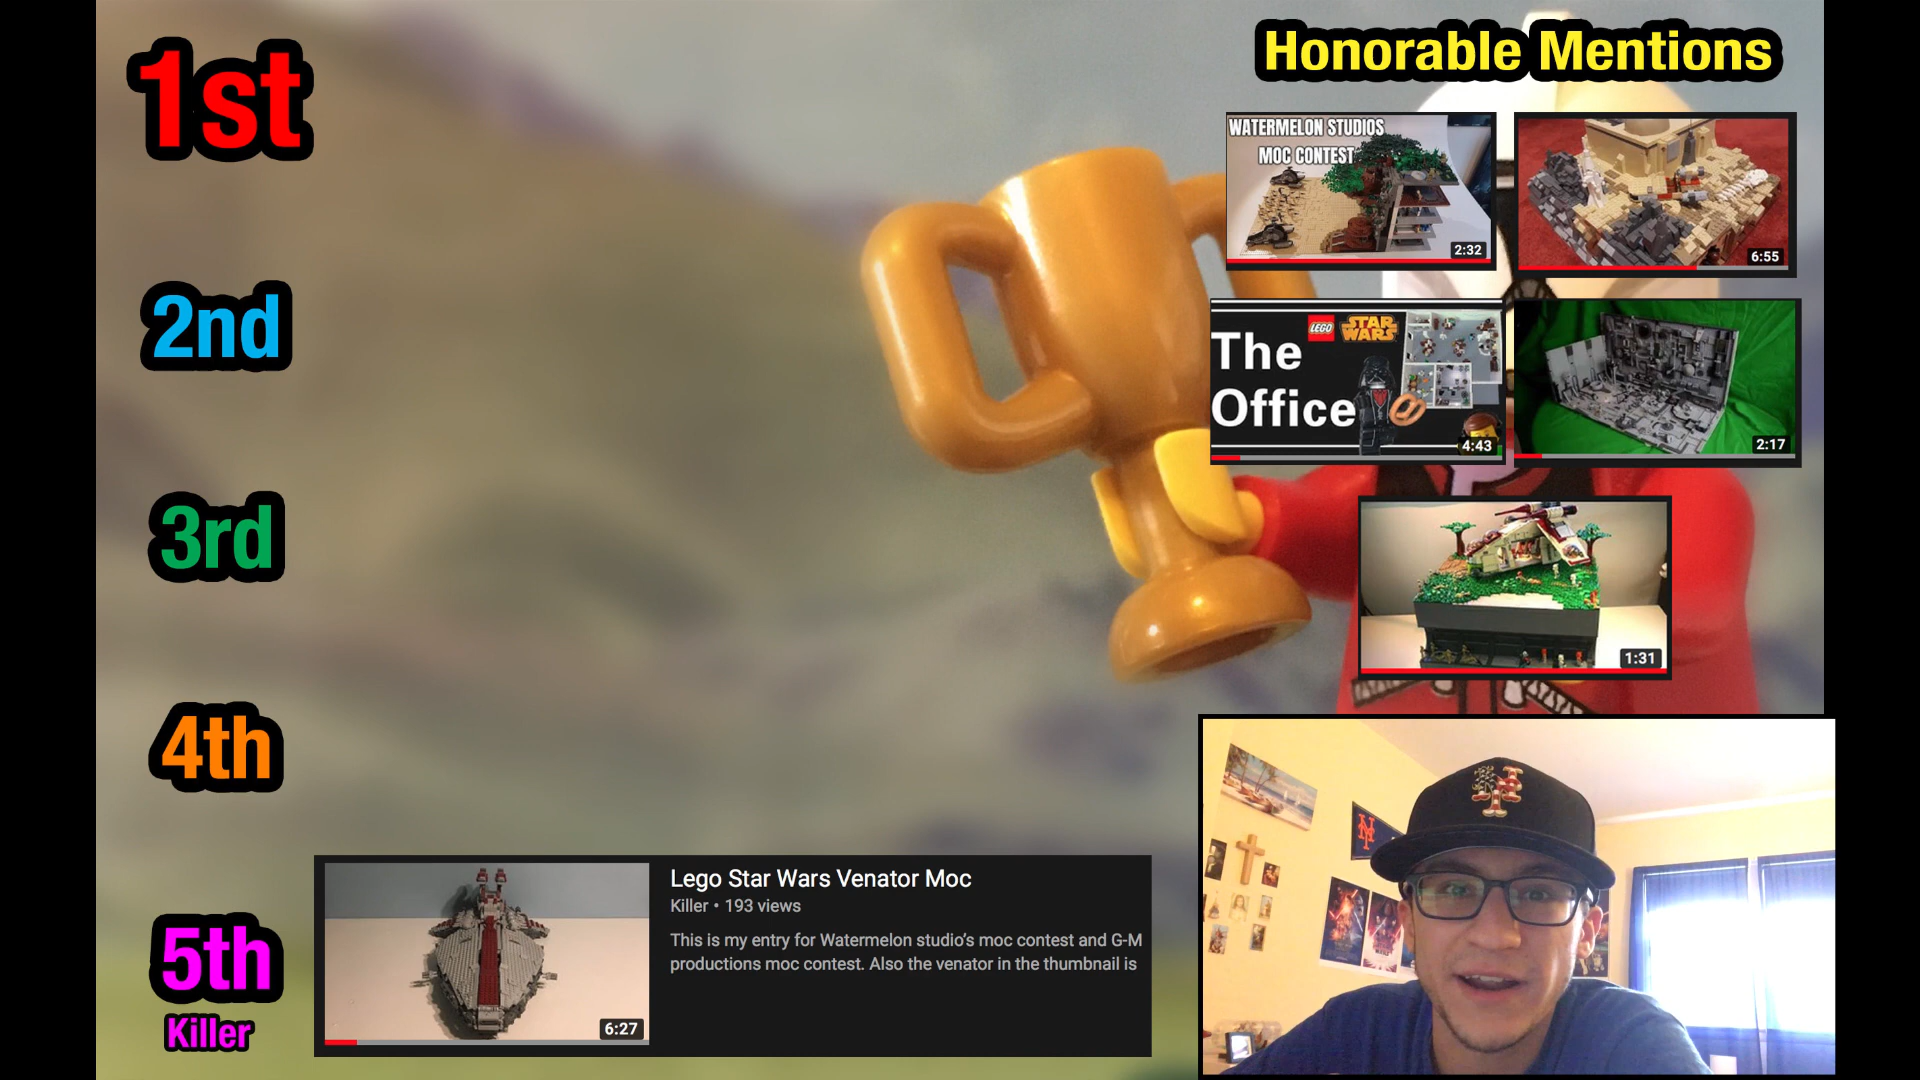 1st
2nd
3rd
4th
5th
Killer
Honorable Mentions
WATERMELON STUDIOS
MOC CONTEST
2:32
6:55
The
Office
LEGO
STAR
WARS
4:43
2:17
1:31
Lego Star Wars Venator Moc
Killer • 193 views
This is my entry for Watermelon studio's moc contest and G-M
productions moc contest. Also the venator in the thumbnail is
6:27
NY